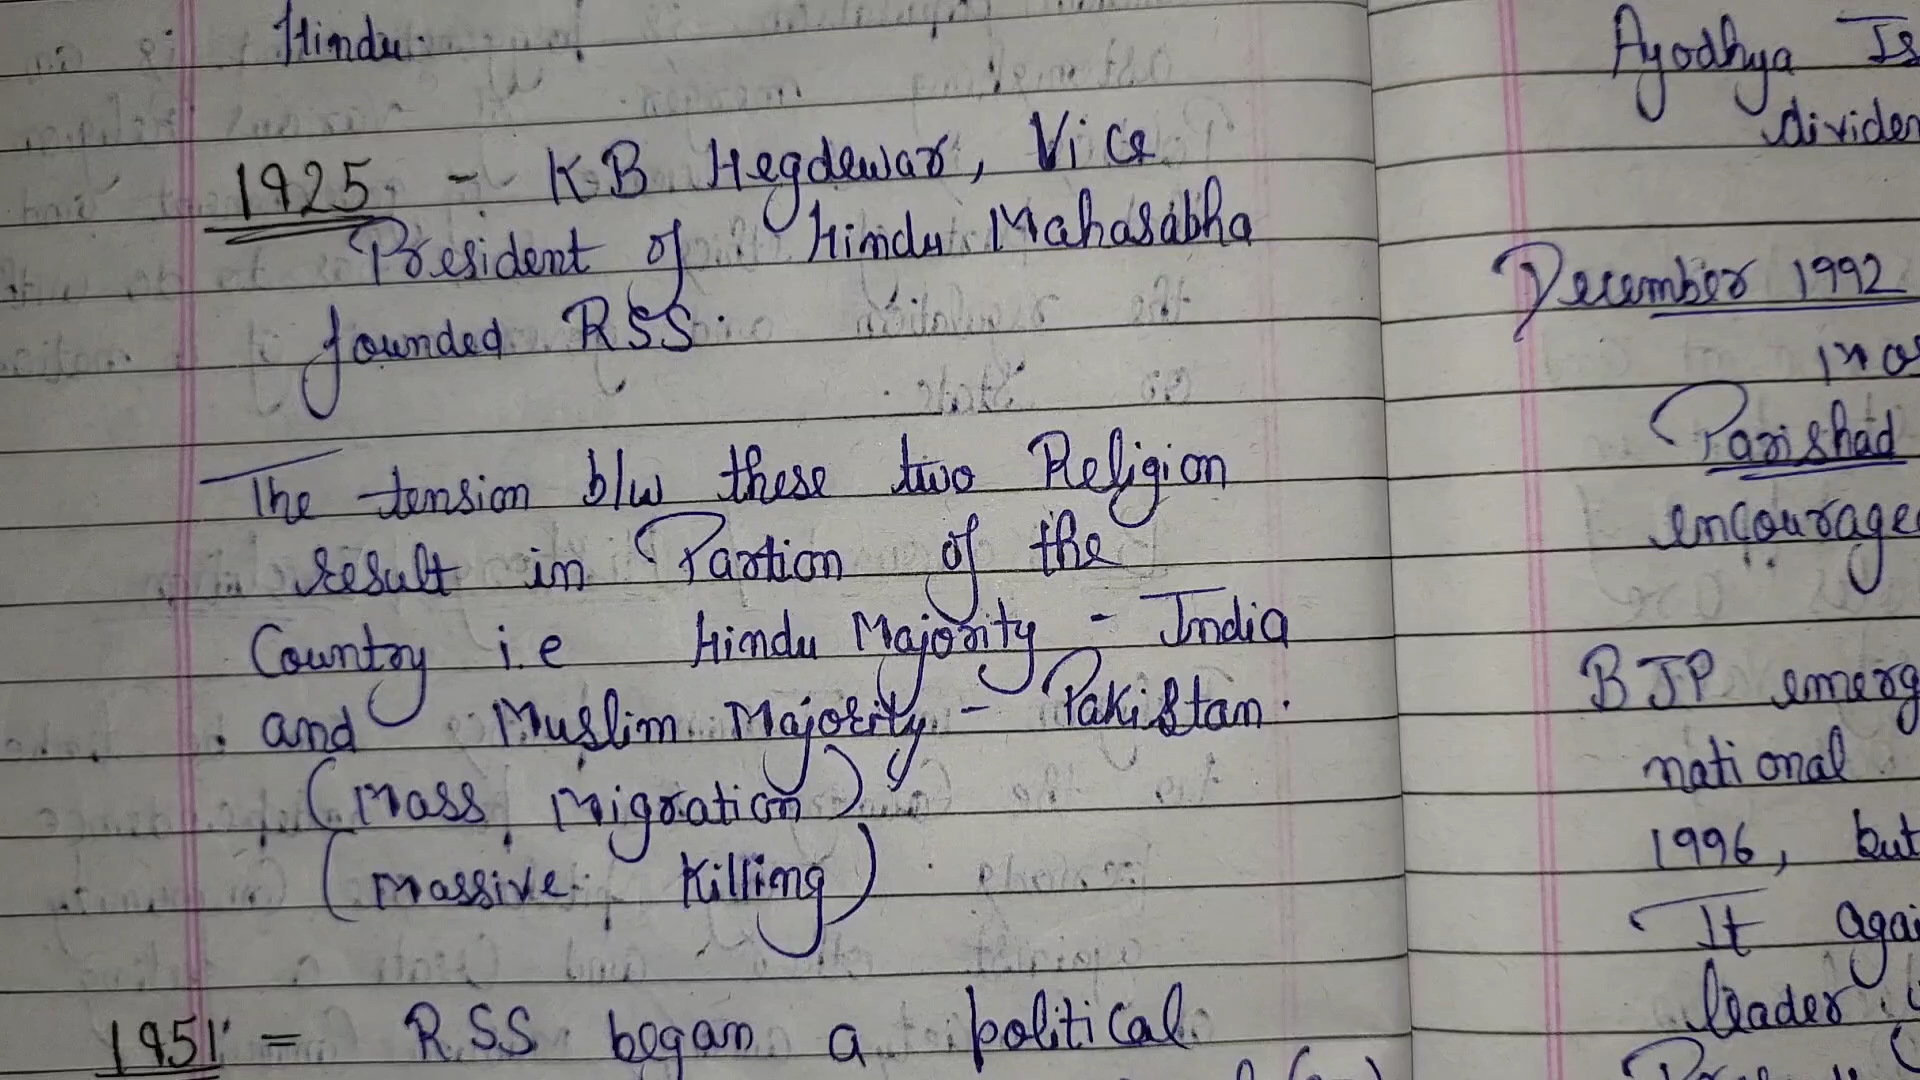 Hindu.
1925 - K.B. Hegdewar, Vice
President of Hindu Mahasabha
founded RSS.
The tension b/w these two Religion
result in Partion of the
Country i.e Hindu Majority - India
and Muslim Majority - Pakistan.
(Mass Migration)
(Massive Killing)
1951 = RSS began a political
Ayodhya Is
dividen
December 1992
Parishad
encourage
BJP emerg
national
1996, but
It agai
leader